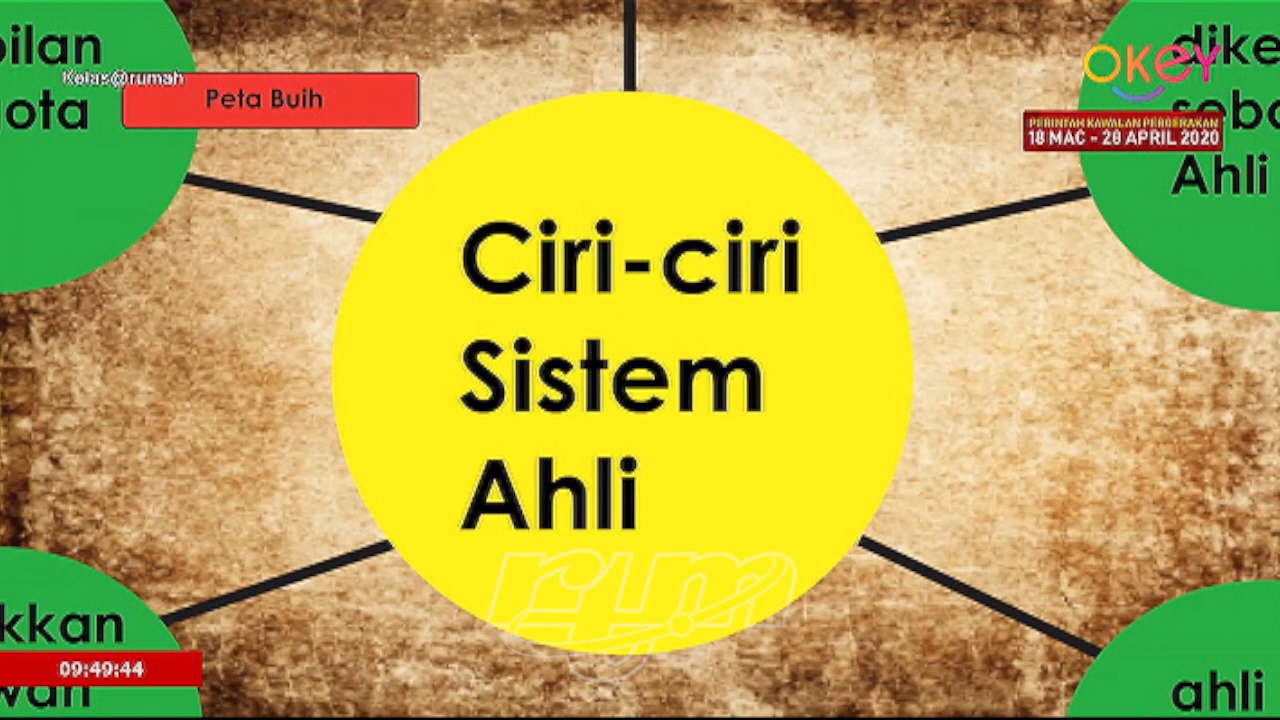 Kelas@rumah
Peta Buih
OKEY
PERINTAH KAWALAN PERGERAKAN
18 MAC - 28 APRIL 2020
Ahli
Ciri-ciri
Sistem
Ahli
rtm
09:49:44
ahli